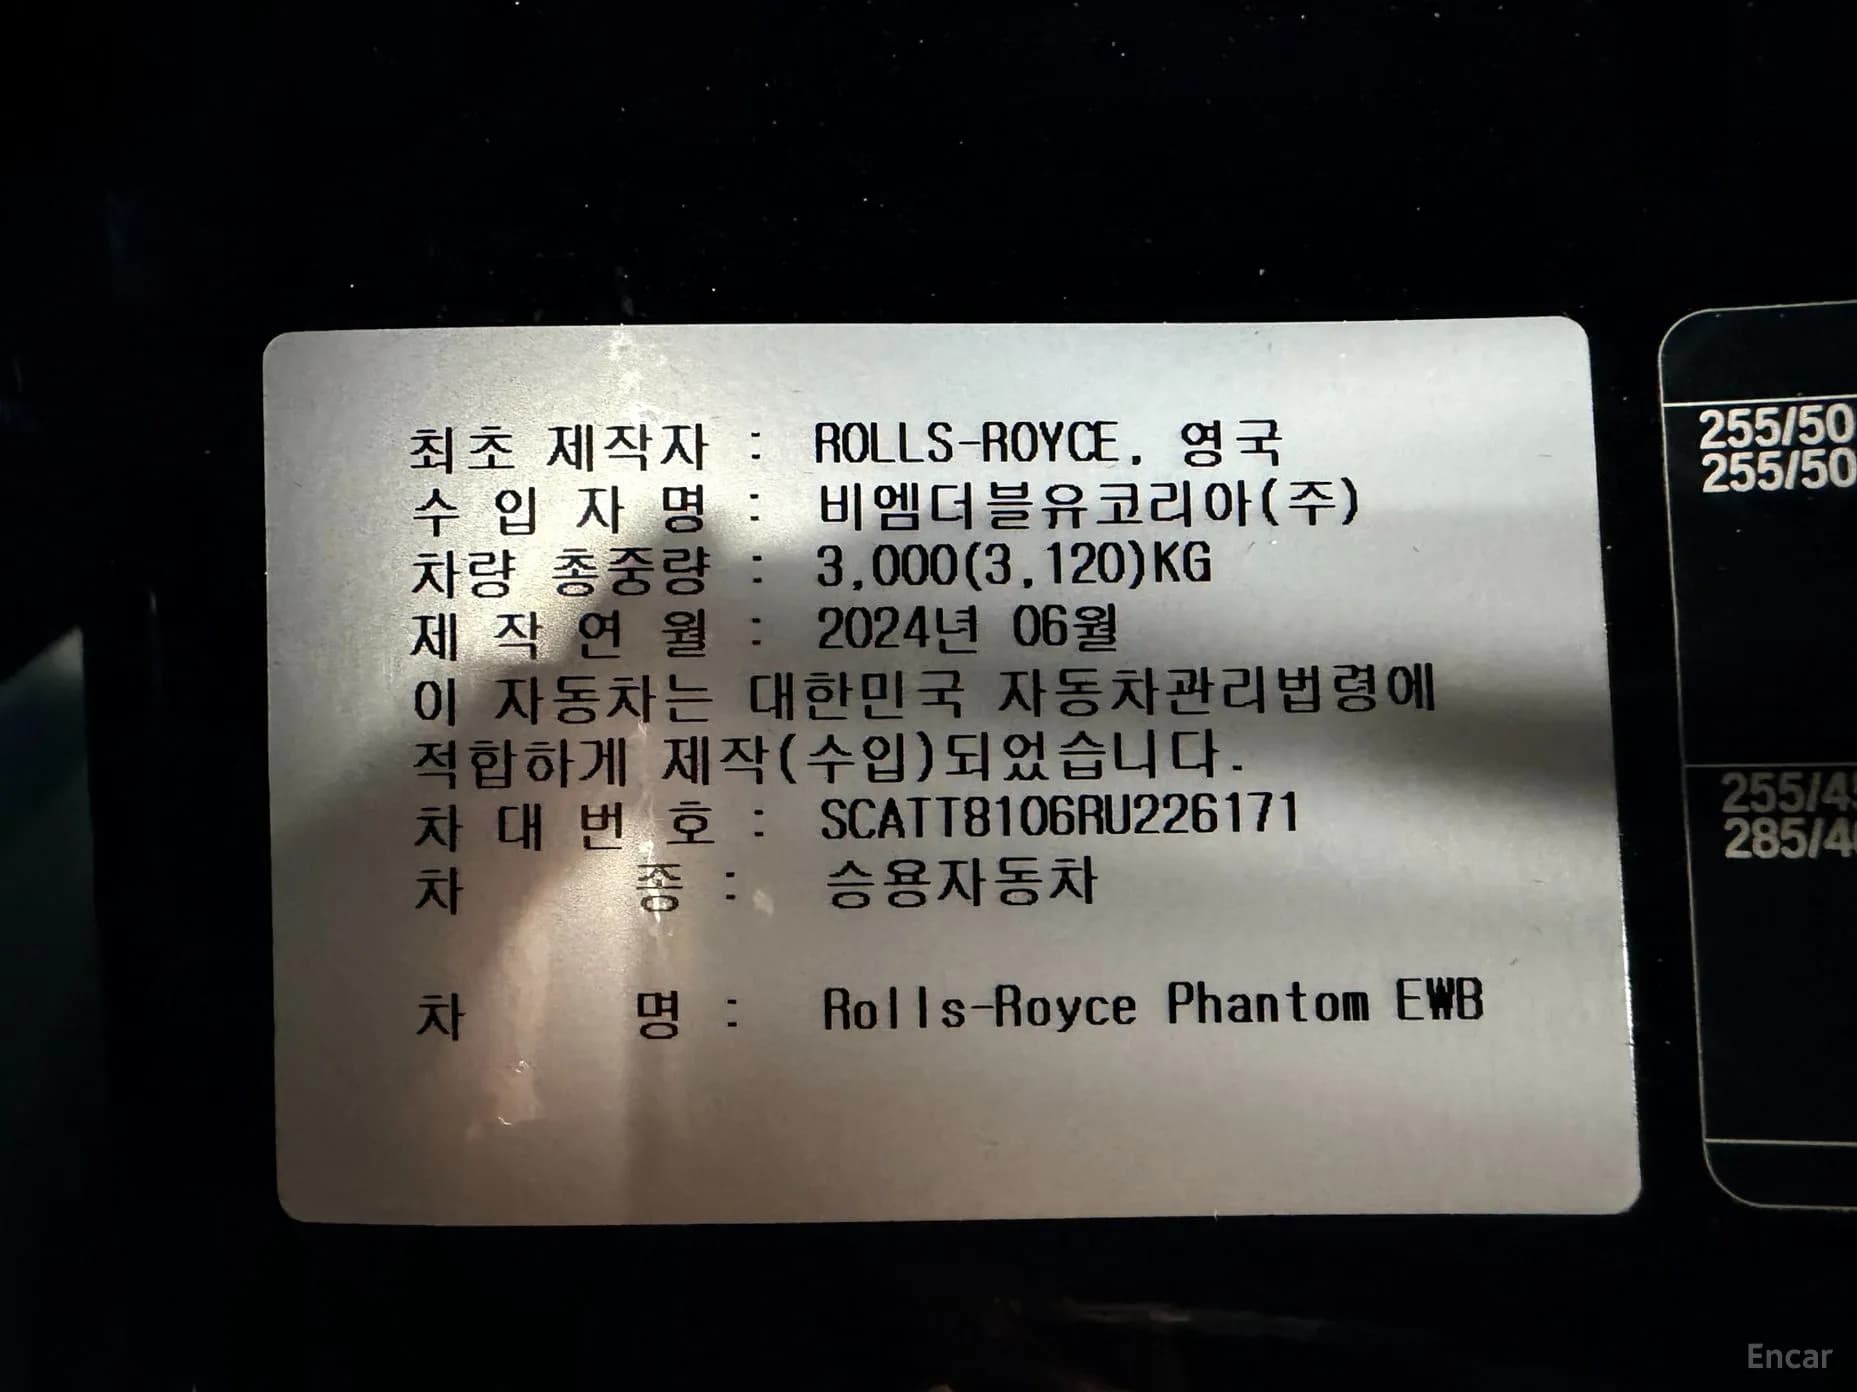 최초 제작자 : ROLLS-ROYCE. 영국
수 입 자 명 : 비엠더블유코리아(주)
차량 총중량 : 3,000(3,120)KG
제 작 연 월 : 2024년 06월
이 자동차는 대한민국 자동차관리법령에
적합하게 제작(수입)되었습니다.
차 대 번 호 : SCATT8106RU226171
차 종 : 승용자동차
차 명 : Rolls-Royce Phantom EWB
255/50
255/50
255/45
285/40
Encar